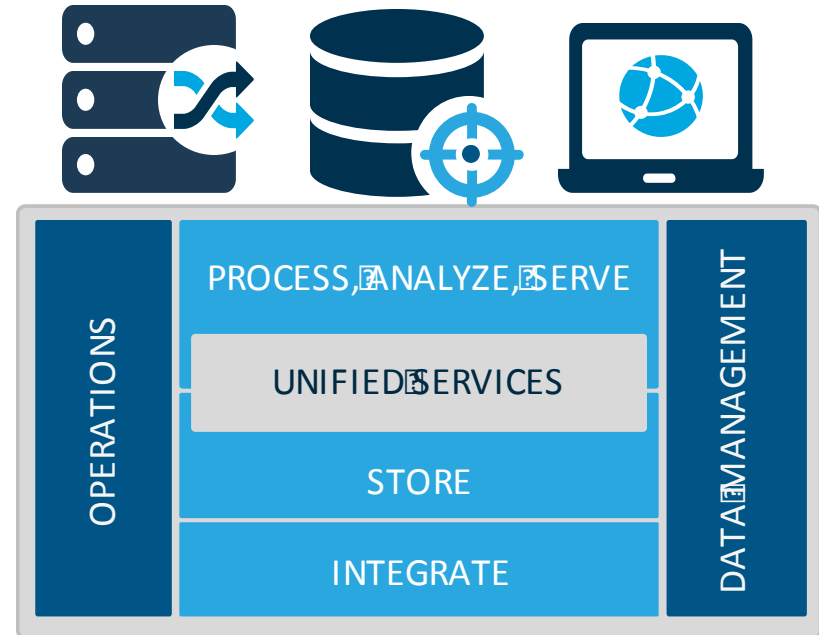 OPERATIONS
PROCESS, ANALYZE, SERVE
UNIFIED SERVICES
STORE
INTEGRATE
DATA MANAGEMENT